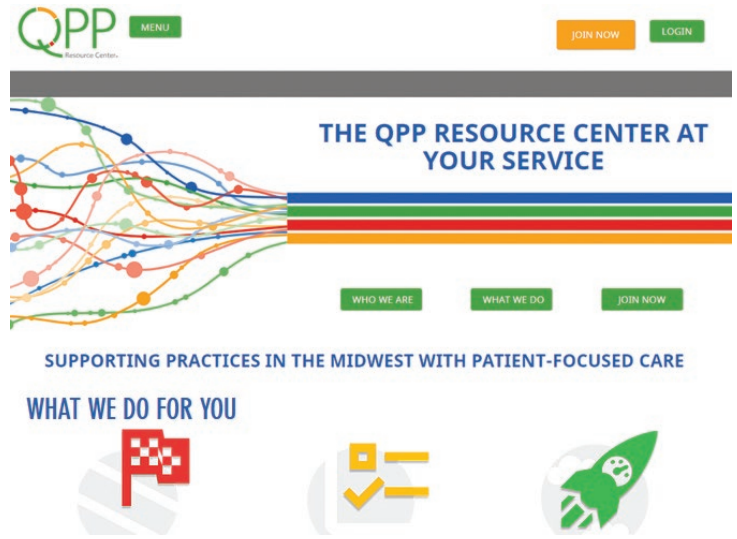 QPP
Resource Center
MENU
JOIN NOW
LOGIN
THE QPP RESOURCE CENTER AT
YOUR SERVICE
WHO WE ARE
WHAT WE DO
JOIN NOW
SUPPORTING PRACTICES IN THE MIDWEST WITH PATIENT-FOCUSED CARE
WHAT WE DO FOR YOU